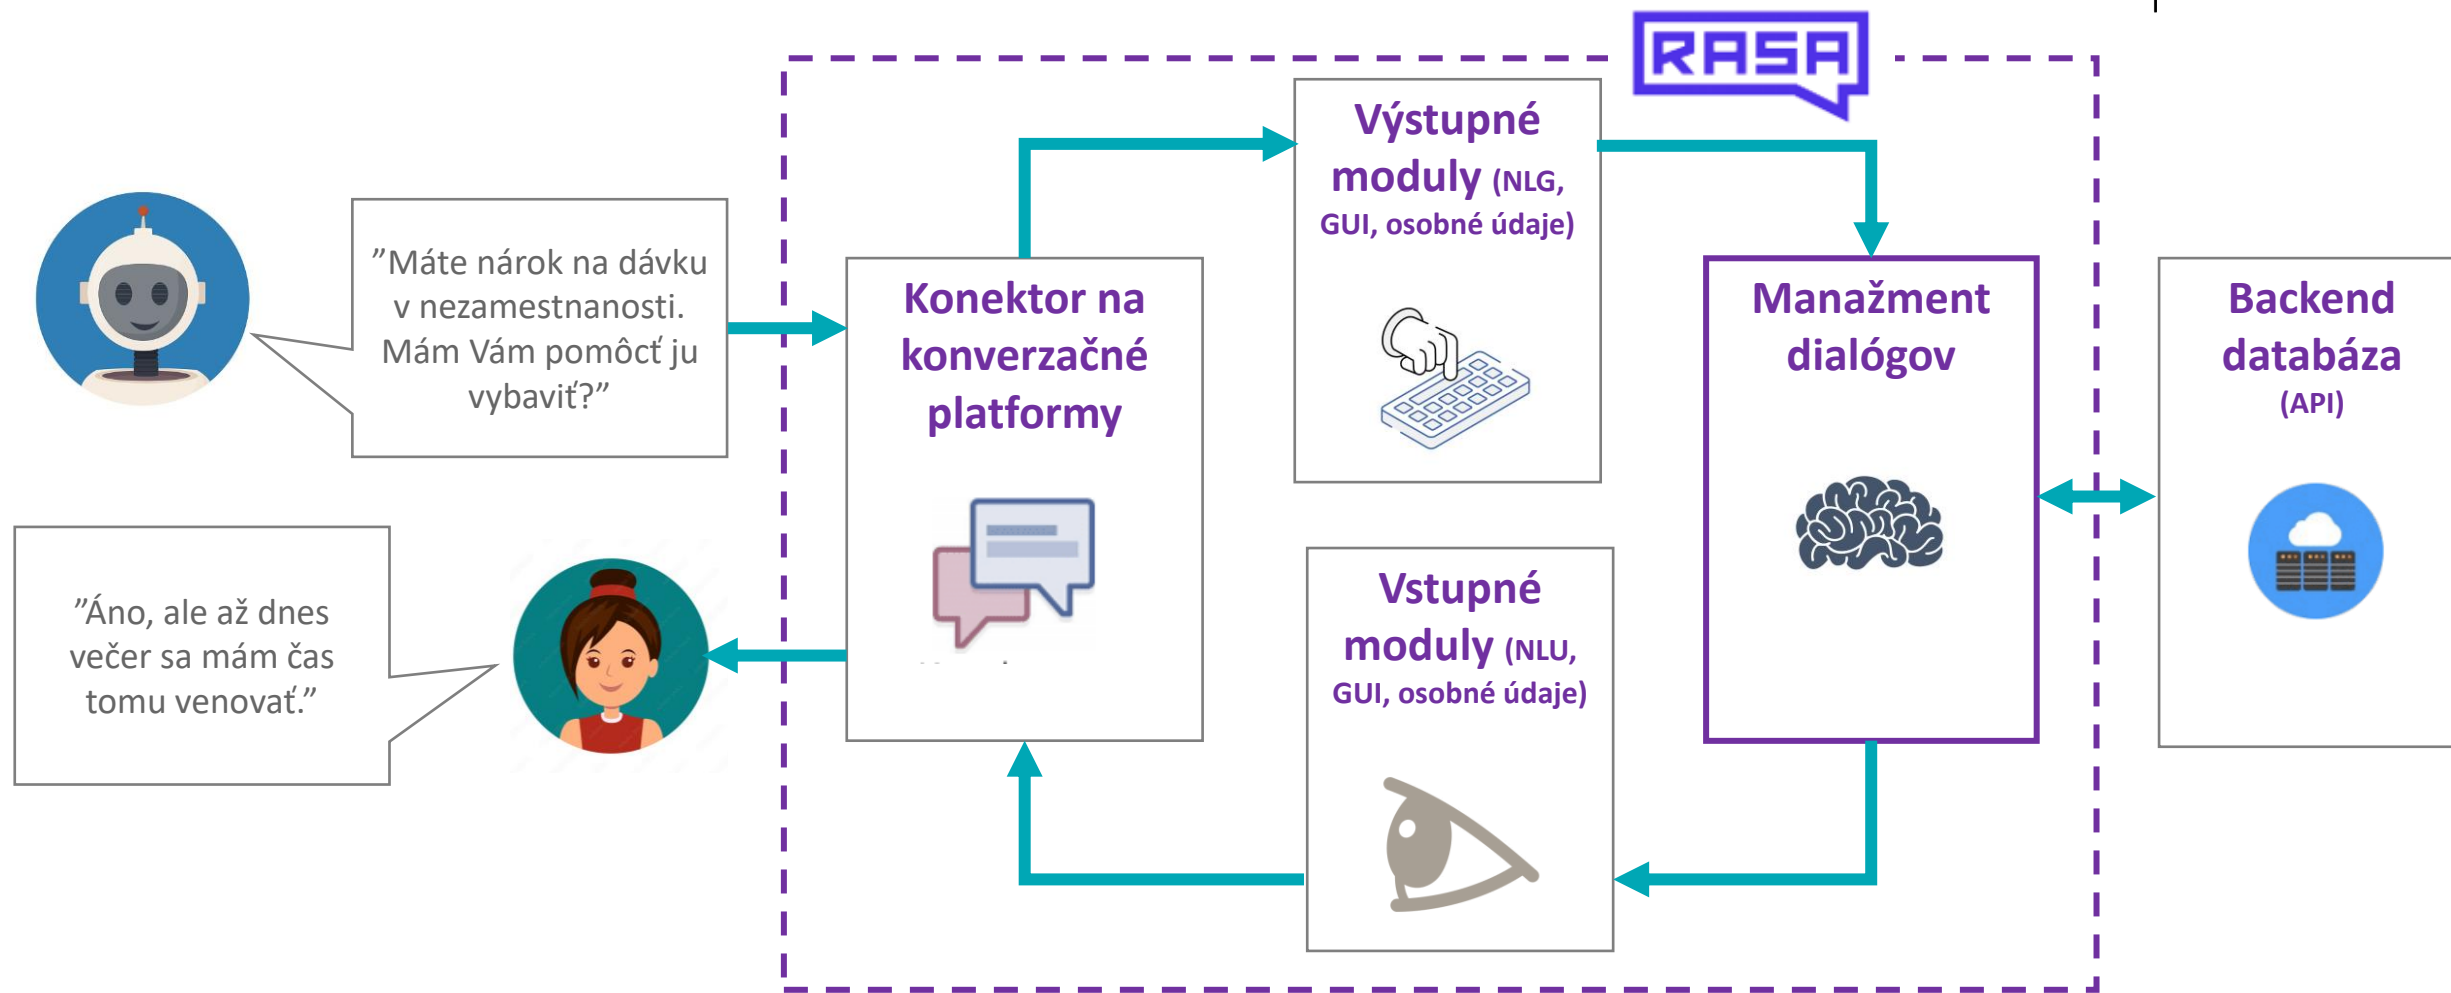 RASA
Výstupné
moduly (NLG,
GUI, osobné údaje)
”Máte nárok na dávku
v nezamestnanosti.
Mám Vám pomôcť ju
vybaviť?”
Konektor na
konverzačné
platformy
Manažment
dialógov
Backend
databáza
(API)
”Áno, ale až dnes
večer sa mám čas
tomu venovať.”
Vstupné
moduly (NLU,
GUI, osobné údaje)